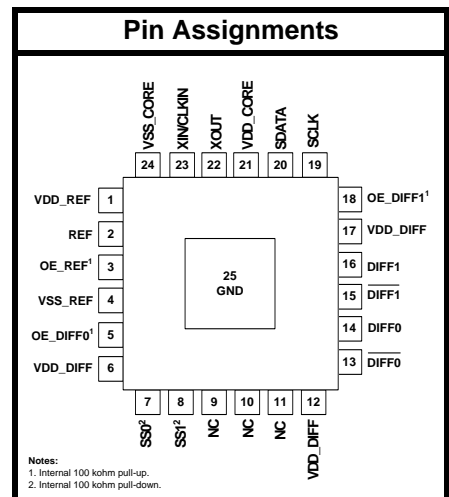 Pin Assignments
VSS_CORE
XIN/CLKIN
XOUT
VDD_CORE
SDATA
SCLK
24 23 22 21 20 19
VDD_REF 1
REF 2
OE_REF¹ 3
VSS_REF 4
OE_DIFF0¹ 5
VDD_DIFF 6
25
GND
18 OE_DIFF1¹
17 VDD_DIFF
16 DIFF1
15 D̅I̅F̅F̅1̅
14 DIFF0
13 D̅I̅F̅F̅0̅
7 8 9 10 11 12
SS0²
SS1²
NC
NC
NC
VDD_DIFF
Notes:
1. Internal 100 kohm pull-up.
2. Internal 100 kohm pull-down.